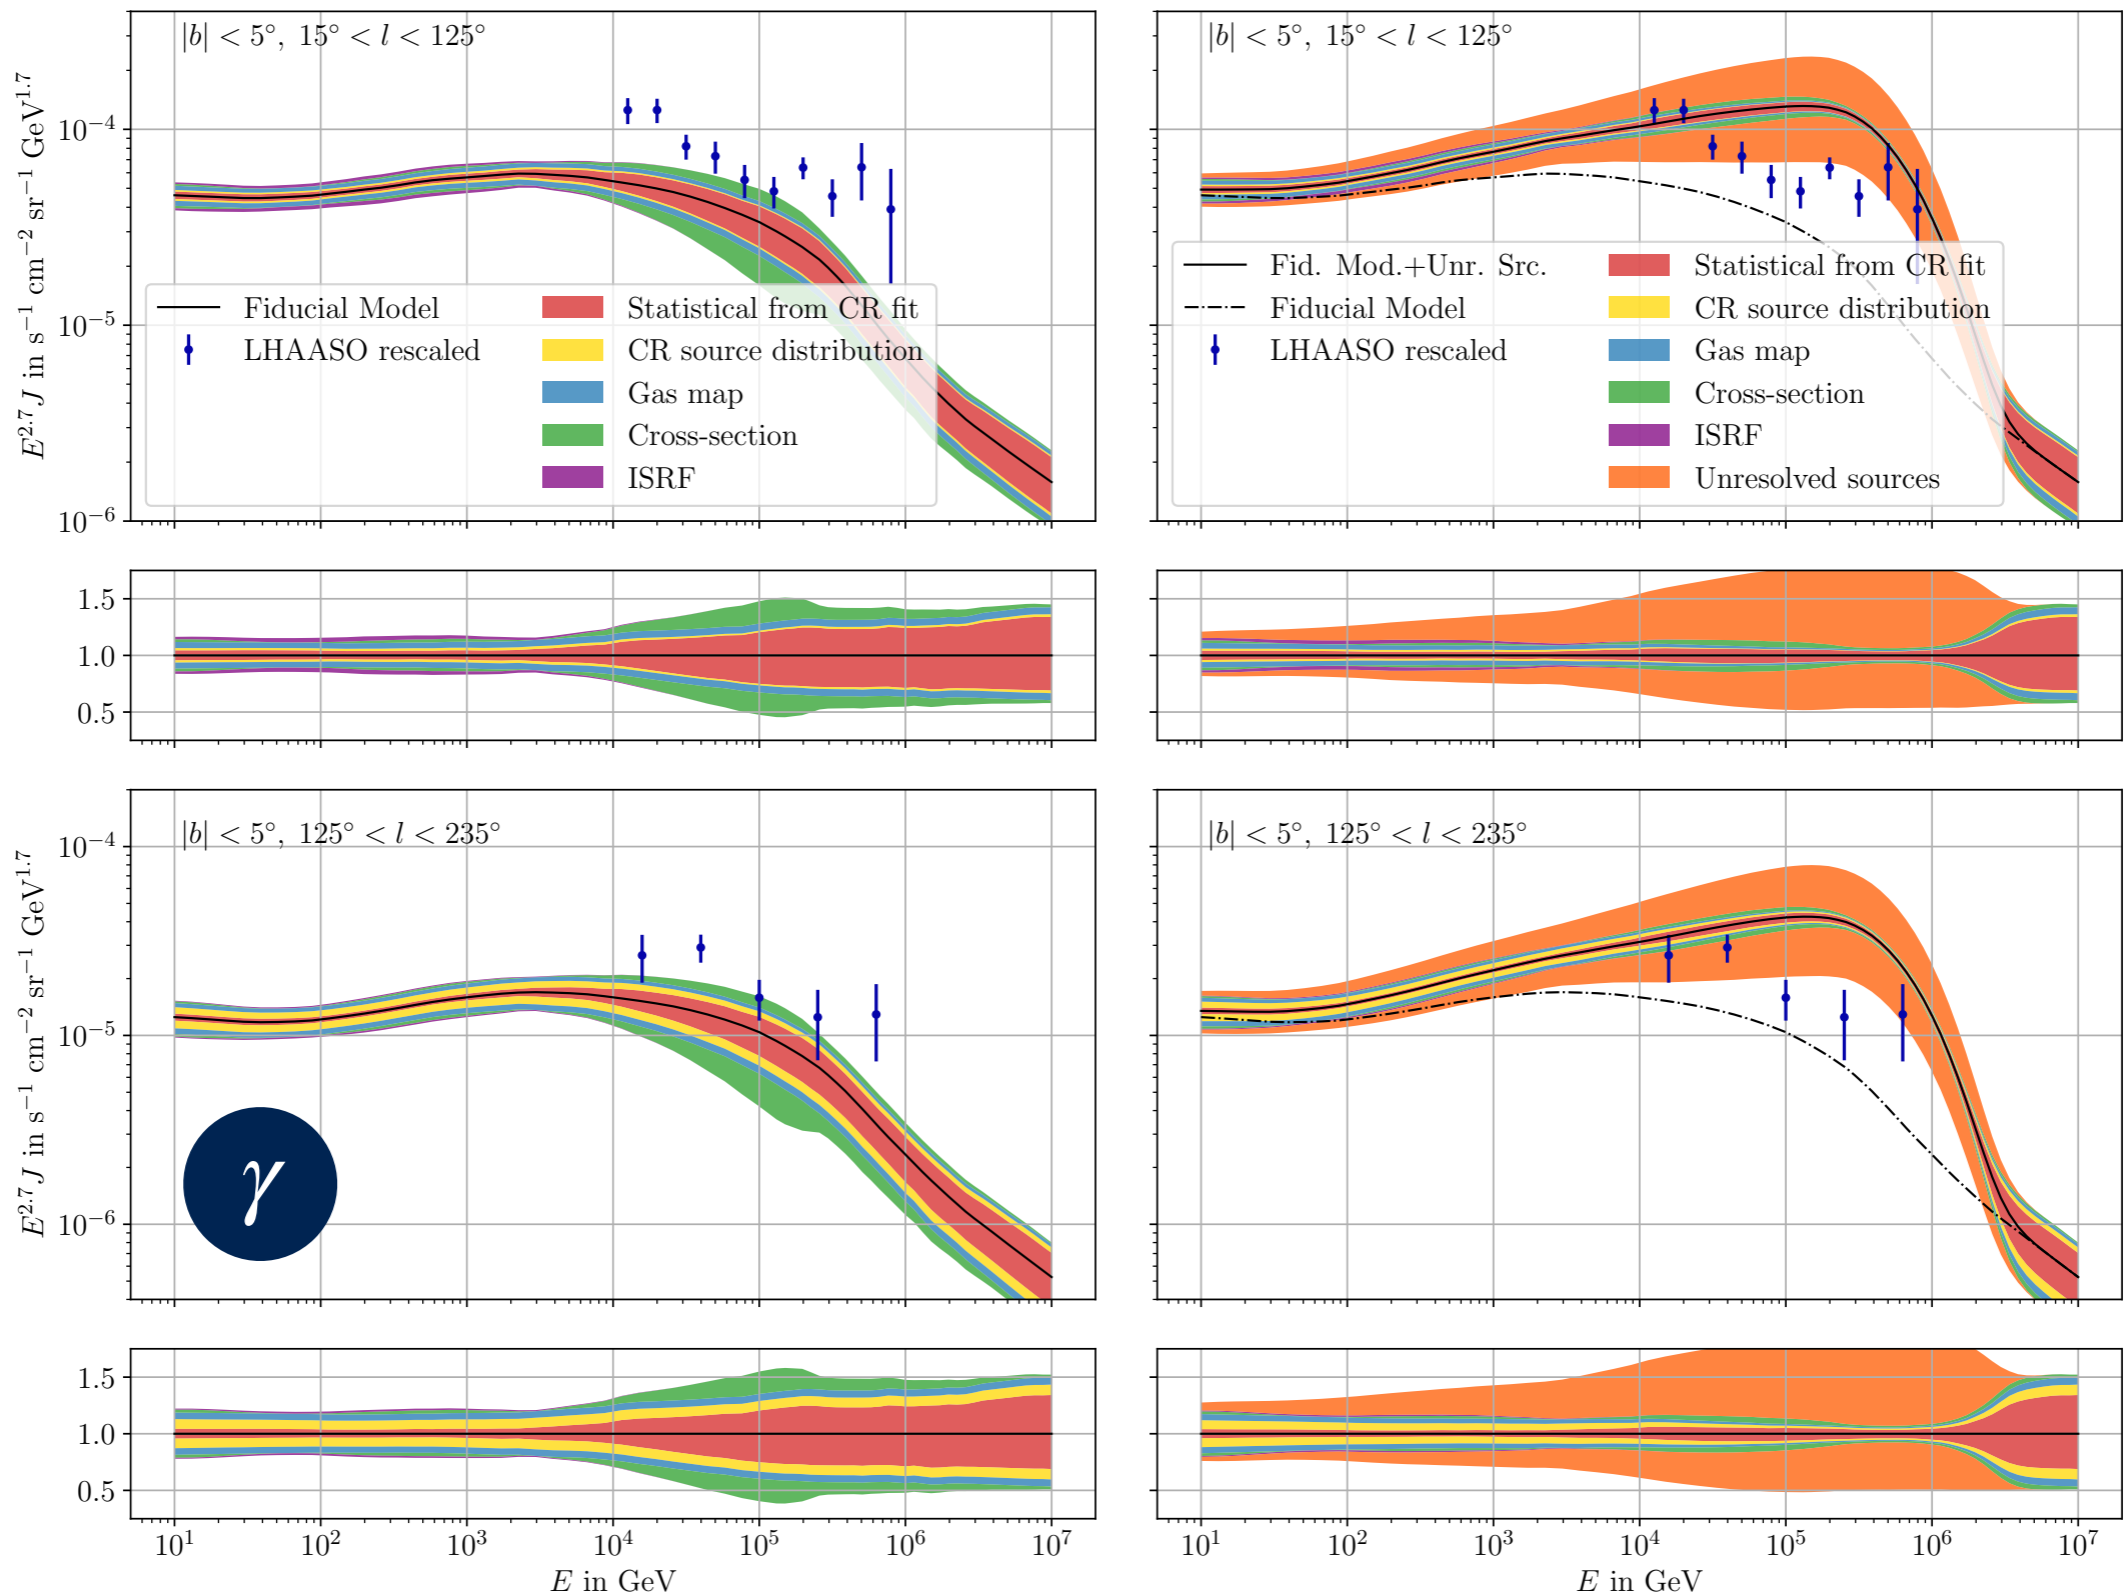 |b| < 5°, 15° < l < 125°
E^2.7 J in s^−1 cm^−2 sr^−1 GeV^1.7
10^−4
10^−5
10^−6
Fiducial Model
LHAASO rescaled
Statistical from CR fit
CR source distribution
Gas map
Cross-section
ISRF
|b| < 5°, 15° < l < 125°
Fid. Mod.+Unr. Src.
Fiducial Model
LHAASO rescaled
Statistical from CR fit
CR source distribution
Gas map
Cross-section
ISRF
Unresolved sources
1.5
1.0
0.5
|b| < 5°, 125° < l < 235°
E^2.7 J in s^−1 cm^−2 sr^−1 GeV^1.7
10^−4
10^−5
10^−6
γ
|b| < 5°, 125° < l < 235°
1.5
1.0
0.5
10^1 10^2 10^3 10^4 10^5 10^6 10^7
E in GeV
10^1 10^2 10^3 10^4 10^5 10^6 10^7
E in GeV